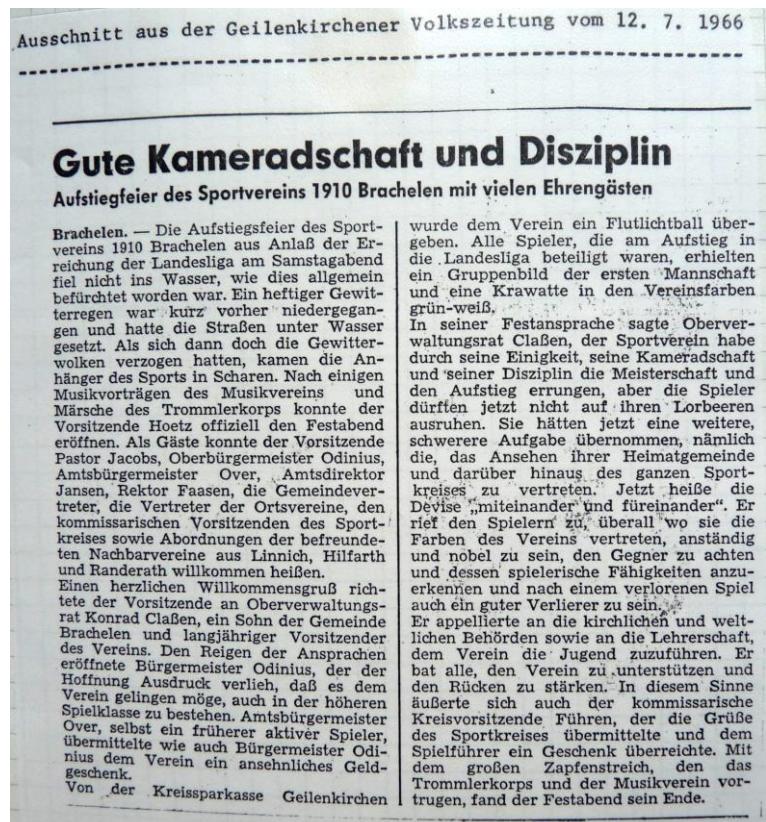 Ausschnitt aus der Geilenkirchener Volkszeitung vom 12. 7. 1966
Gute Kameradschaft und Disziplin
Aufstiegfeier des Sportvereins 1910 Brachelen mit vielen Ehrengästen
Brachelen. — Die Aufstiegsfeier des Sport-
vereins 1910 Brachelen aus Anlaß der Er-
reichung der Landesliga am Samstagabend
fiel nicht ins Wasser, wie dies allgemein
befürchtet worden war. Ein heftiger Gewit-
terregen war kurz vorher niedergegan-
gen und hatte die Straßen unter Wasser
gesetzt. Als sich dann doch die Gewitter-
wolken verzogen hatten, kamen die An-
hänger des Sports in Scharen. Nach einigen
Musikvorträgen des Musikvereins und
Märsche des Trommlerkorps konnte der
Vorsitzende Hoetz offiziell den Festabend
eröffnen. Als Gäste konnte der Vorsitzende
Pastor Jacobs, Oberbürgermeister Odinius,
Amtsbürgermeister Over, Amtsdirektor
Jansen, Rektor Faasen, die Gemeindever-
treter, die Vertreter der Ortsvereine, den
kommissarischen Vorsitzenden des Sport-
kreises sowie Abordnungen der befreunde-
ten Nachbarvereine aus Linnich, Hilfarth
und Randerath willkommen heißen.
Einen herzlichen Willkommensgruß rich-
tete der Vorsitzende an Oberverwaltungs-
rat Konrad Claßen, ein Sohn der Gemeinde
Brachelen und langjähriger Vorsitzender
des Vereins. Den Reigen der Ansprachen
eröffnete Bürgermeister Odinius, der der
Hoffnung Ausdruck verlieh, daß es dem
Verein gelingen möge, auch in der höheren
Spielklasse zu bestehen. Amtsbürgermeister
Over, selbst ein früherer aktiver Spieler,
übermittelte wie auch Bürgermeister Odi-
nius dem Verein ein ansehnliches Geld-
geschenk.
Von der Kreissparkasse Geilenkirchen
wurde dem Verein ein Flutlichtball über-
geben. Alle Spieler, die am Aufstieg in
die Landesliga beteiligt waren, erhielten
ein Gruppenbild der ersten Mannschaft
und eine Krawatte in den Vereinsfarben
grün-weiß.
In seiner Festansprache sagte Oberver-
waltungsrat Claßen, der Sportverein habe
durch seine Einigkeit, seine Kameradschaft
und seiner Disziplin die Meisterschaft und
den Aufstieg errungen, aber die Spieler
dürften jetzt nicht auf ihren Lorbeeren
ausruhen. Sie hätten jetzt eine weitere,
schwerere Aufgabe übernommen, nämlich
die, das Ansehen ihrer Heimatgemeinde
und darüber hinaus des ganzen Sport-
kreises zu vertreten. Jetzt heiße die
Devise „miteinander und füreinander“. Er
rief den Spielern zu, überall wo sie die
Farben des Vereins vertreten, anständig
und nobel zu sein, den Gegner zu achten
und dessen spielerische Fähigkeiten anzu-
erkennen und nach einem verlorenen Spiel
auch ein guter Verlierer zu sein.
Er appellierte an die kirchlichen und welt-
lichen Behörden sowie an die Lehrerschaft,
dem Verein die Jugend zuzuführen. Er
bat alle, den Verein zu unterstützen und
den Rücken zu stärken. In diesem Sinne
äußerte sich auch der kommissarische
Kreisvorsitzende Führen, der die Grüße
des Sportkreises übermittelte und dem
Spielführer ein Geschenk überreichte. Mit
dem großen Zapfenstreich, den das
Trommlerkorps und der Musikverein vor-
trugen, fand der Festabend sein Ende.